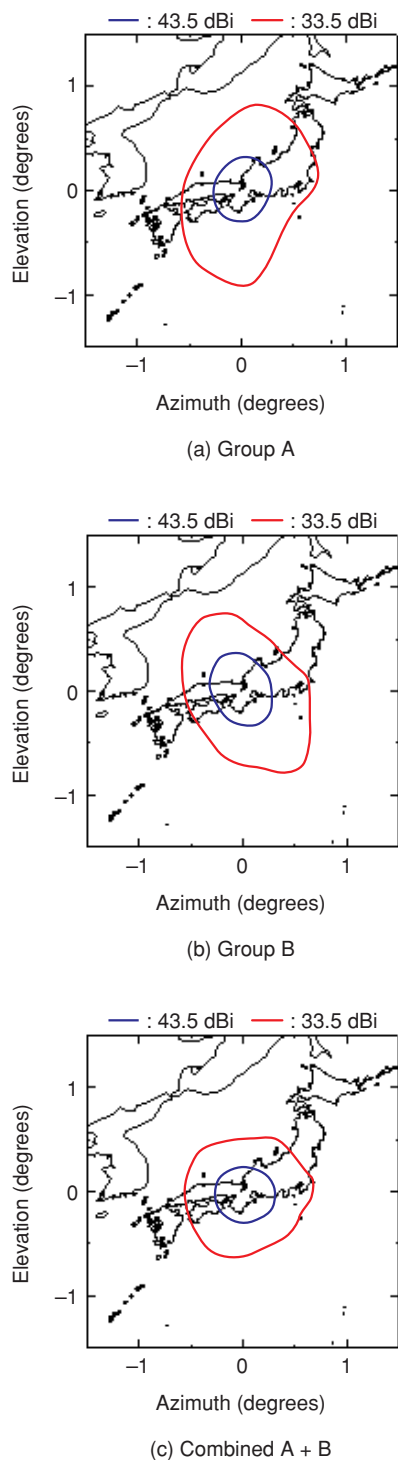 : 43.5 dBi : 33.5 dBi
1
0
–1
Elevation (degrees)
–1 0 1
Azimuth (degrees)
(a) Group A
: 43.5 dBi : 33.5 dBi
1
0
–1
Elevation (degrees)
–1 0 1
Azimuth (degrees)
(b) Group B
: 43.5 dBi : 33.5 dBi
1
0
–1
Elevation (degrees)
–1 0 1
Azimuth (degrees)
(c) Combined A + B